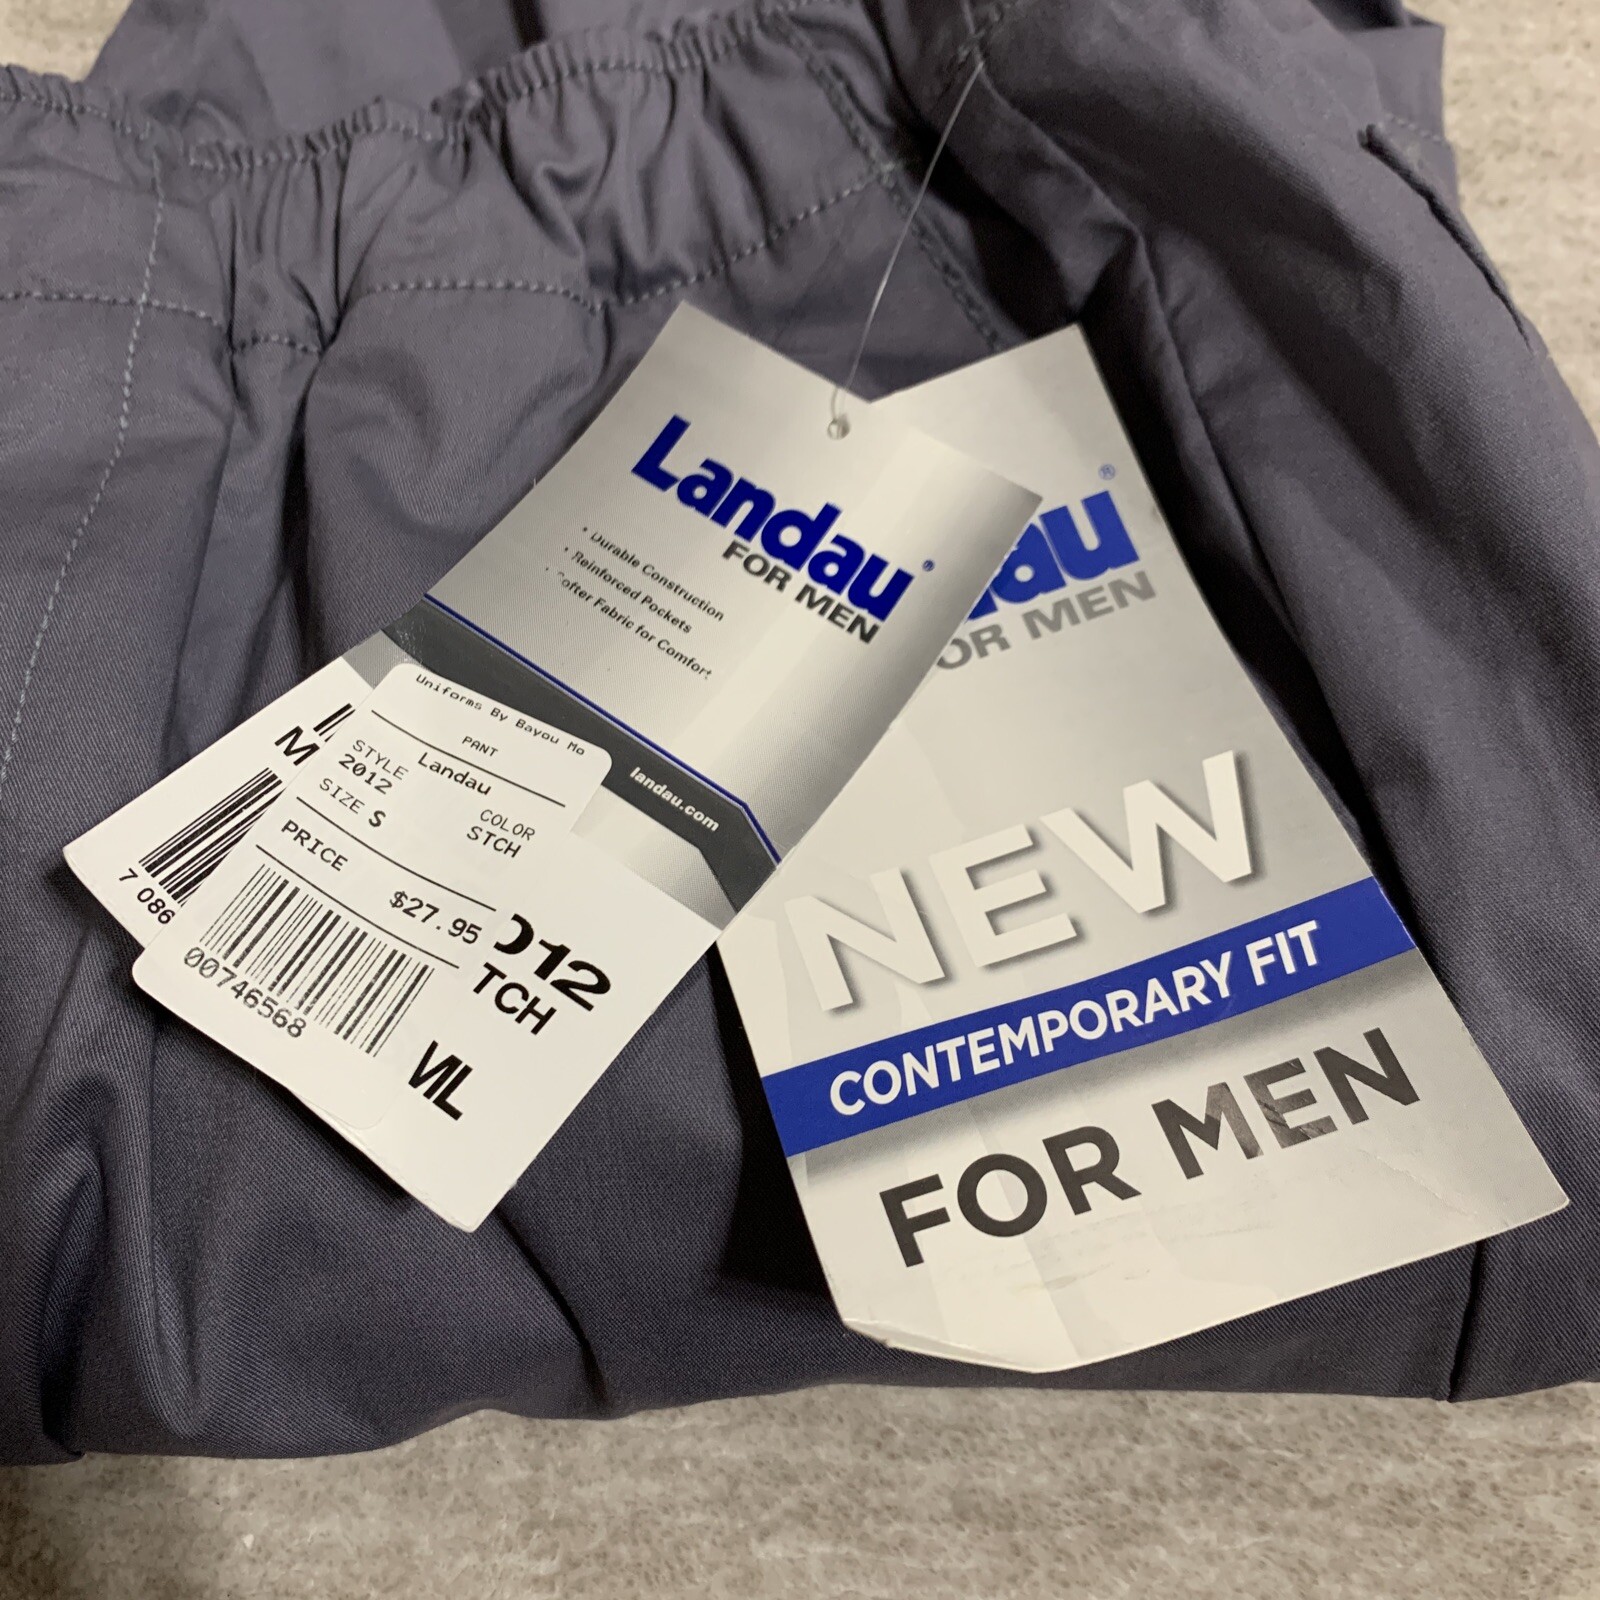 Landau®
FOR MEN
• Durable Construction
• Reinforced Pockets
• Softer Fabric for Comfort
landau.com
Uniforms By Bayou Mo
PANT
Landau
STYLE
2012
COLOR
STCH
SIZE S
PRICE
$27.95
00746568
M
7 086
012
TCH
au®
OR MEN
NEW
CONTEMPORARY FIT
FOR MEN